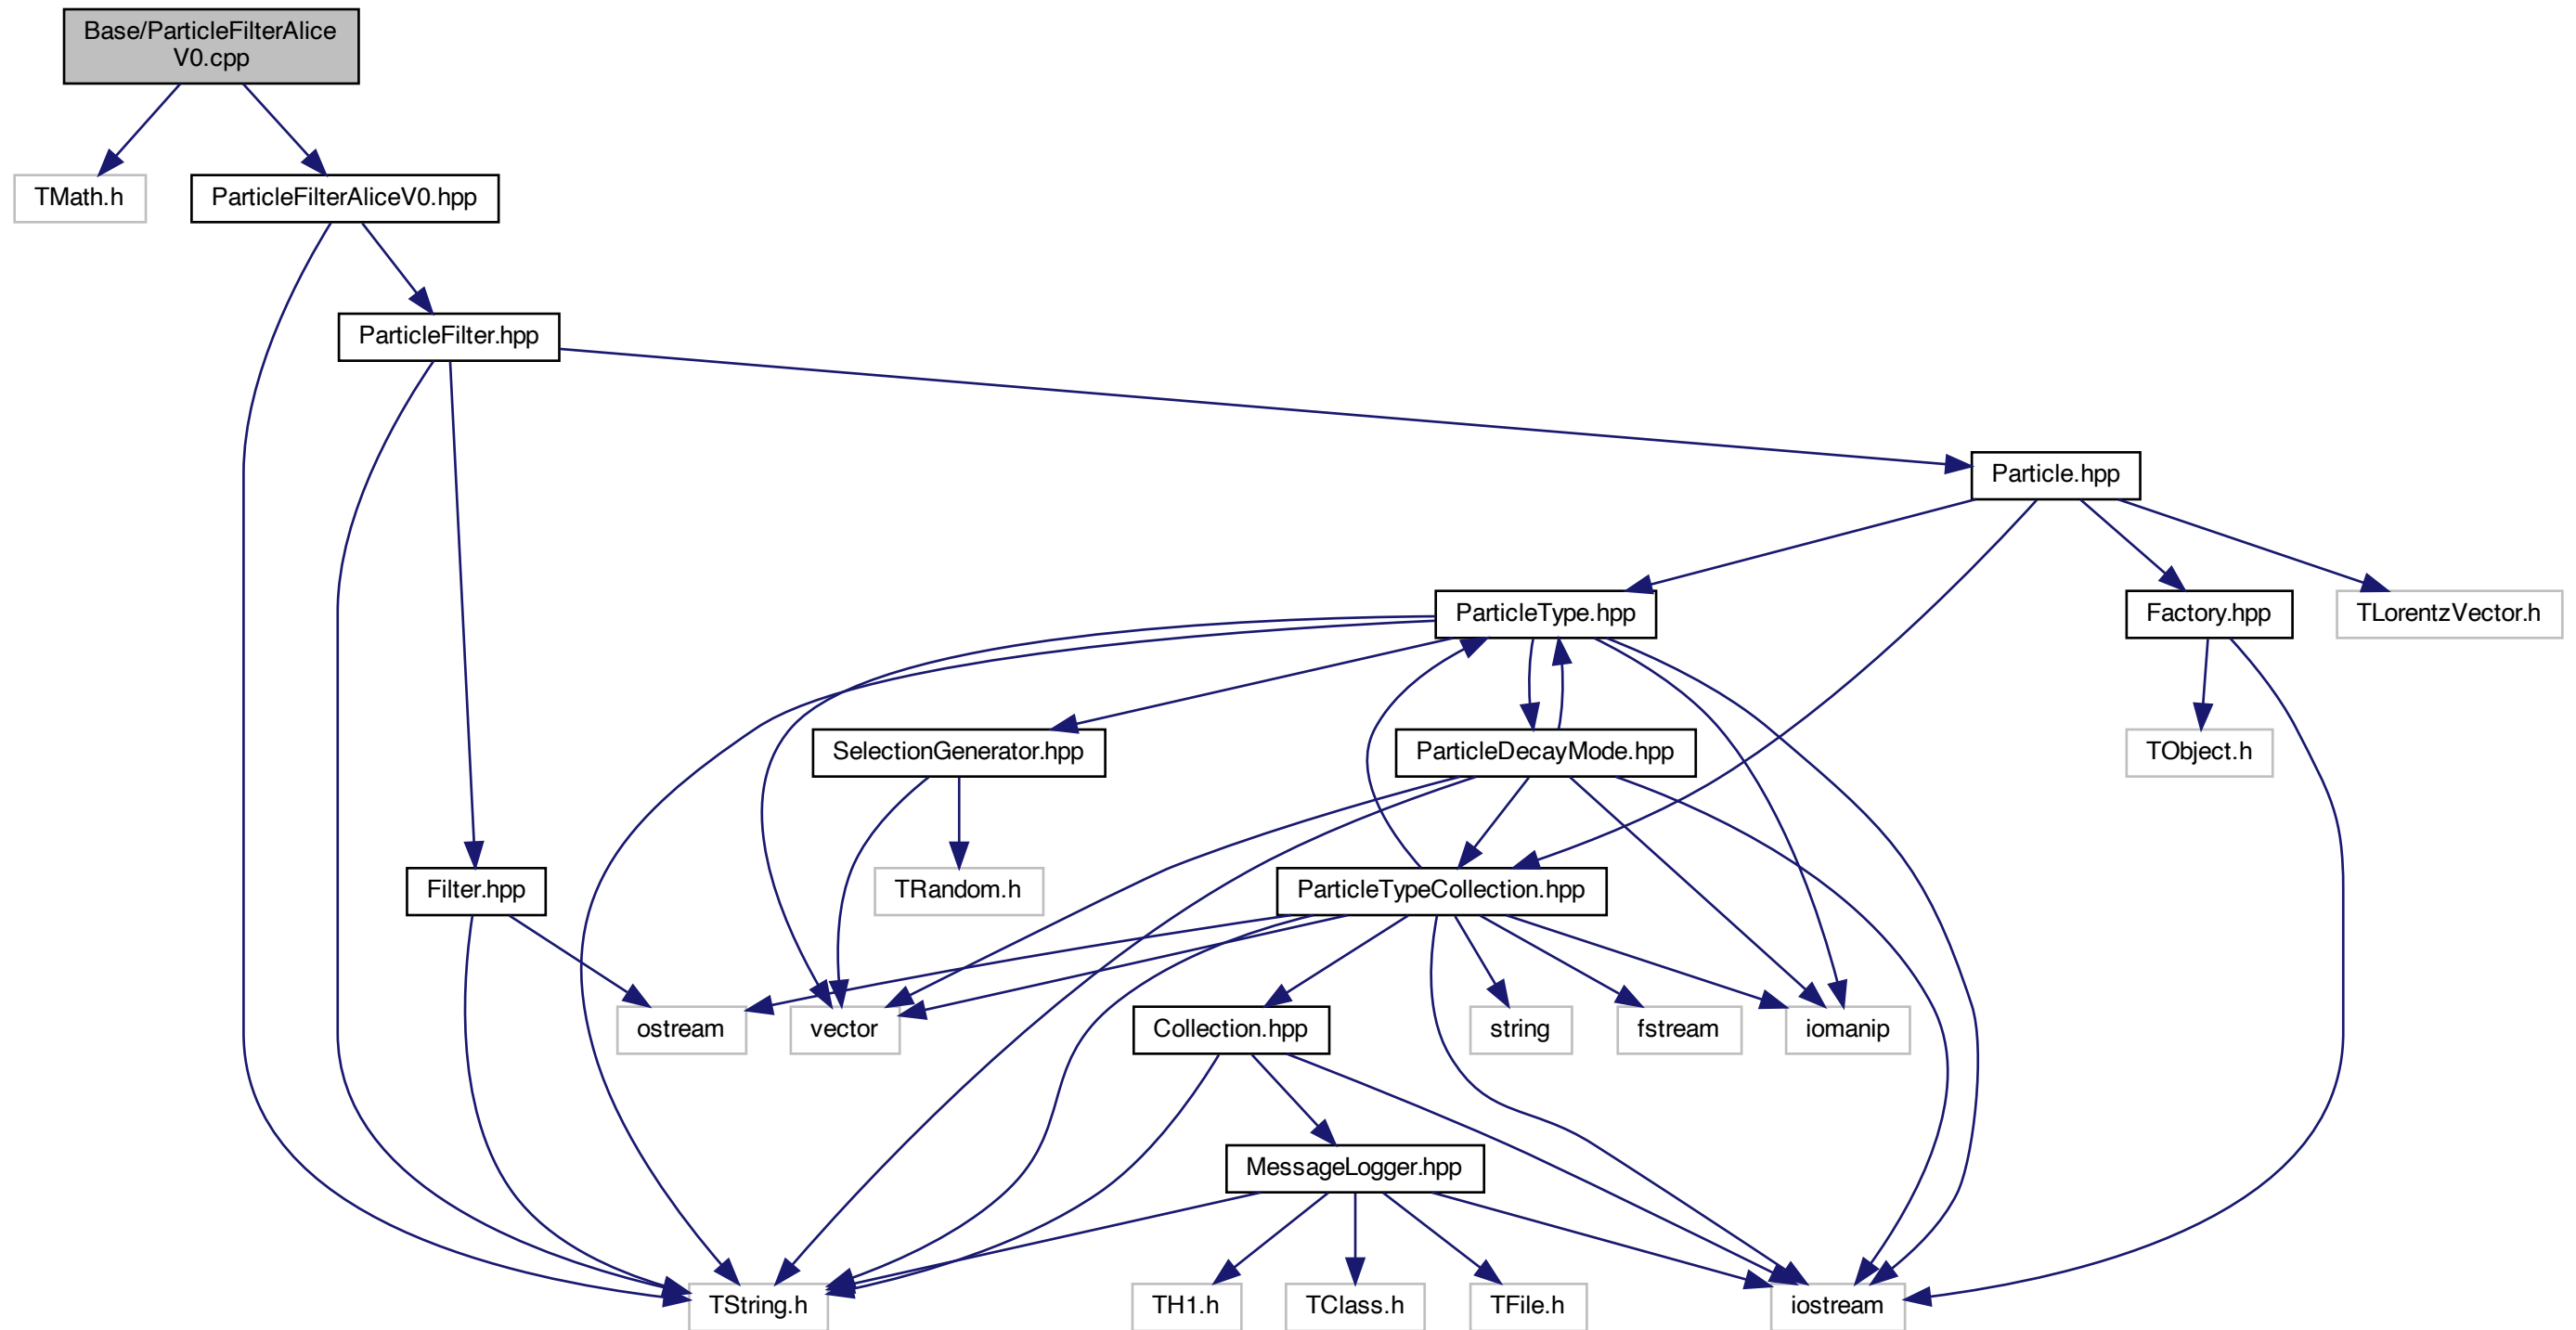 Base/ParticleFilterAlice
V0.cpp
TMath.h
ParticleFilterAliceV0.hpp
ParticleFilter.hpp
Particle.hpp
ParticleType.hpp
Factory.hpp
TLorentzVector.h
SelectionGenerator.hpp
ParticleDecayMode.hpp
TObject.h
Filter.hpp
TRandom.h
ParticleTypeCollection.hpp
ostream
vector
Collection.hpp
string
fstream
iomanip
MessageLogger.hpp
TString.h
TH1.h
TClass.h
TFile.h
iostream